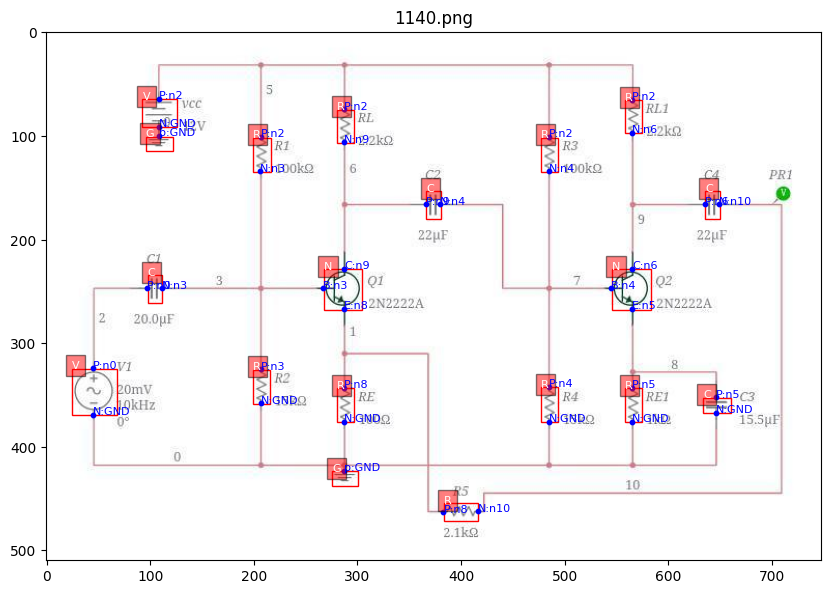 1140.png
0
100
200
300
400
500
0
100
200
300
400
500
600
700
V
P:n2
vcc
V
N:GND
G
p:GND
5
R
P:n2
R1
N:n3
100kΩ
R
P:n2
RL
N:n9
2.2kΩ
6
R
P:n2
R3
N:n4
100kΩ
R
P:n2
RL1
N:n6
2.2kΩ
C2
C
N:n4
22μF
C4
C
N:n10
22μF
9
PR1
V
C1
C
N:n3
20.0μF
3
2
N
C:n9
Q1
B:n3
2N2222A
E:n8
1
7
N
C:n6
Q2
B:n4
2N2222A
E:n5
8
V
P:n0
V1
20mV
10kHz
0°
N:GND
R
P:n3
R2
N:GND
R
P:n8
RE
N:GND
R
P:n4
R4
N:GND
R
P:n5
RE1
N:GND
C
P:n5
C3
N:GND
15.5μF
0
G
p:GND
R
R5
P:n8
N:n10
2.1kΩ
10